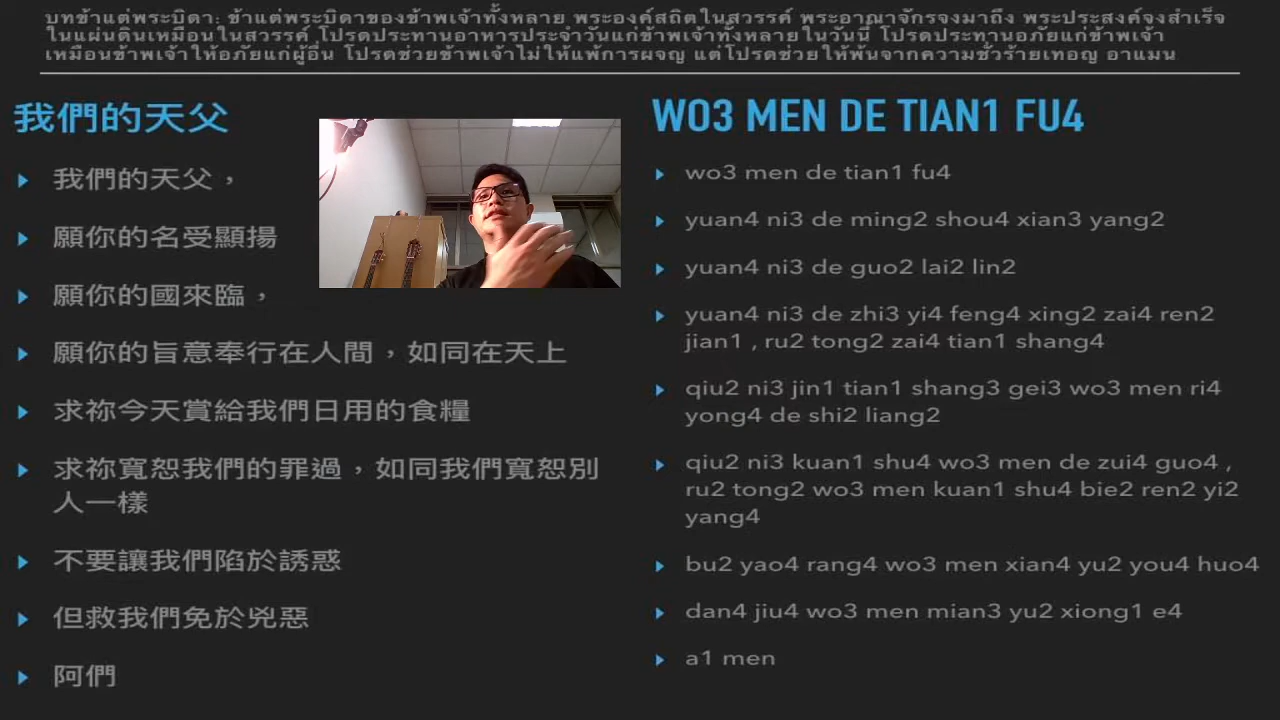 บทข้าแต่พระบิดา: ข้าแต่พระบิดาของข้าพเจ้าทั้งหลาย พระองค์สถิตในสวรรค์ พระอาณาจักรจงมาถึง พระประสงค์จงสำเร็จ
ในแผ่นดินเหมือนในสวรรค์ โปรดประทานอาหารประจำวันแก่ข้าพเจ้าทั้งหลายในวันนี้ โปรดประทานอภัยแก่ข้าพเจ้า
เหมือนข้าพเจ้าให้อภัยแก่ผู้อื่น โปรดช่วยข้าพเจ้าไม่ให้แพ้การผจญ แต่โปรดช่วยให้พ้นจากความชั่วร้ายเทอญ อาแมน
我們的天父
我們的天父，
願你的名受顯揚
願你的國來臨，
願你的旨意奉行在人間，如同在天上
求祢今天賞給我們日用的食糧
求祢寬恕我們的罪過，如同我們寬恕別
人一樣
不要讓我們陷於誘惑
但救我們免於兇惡
阿們
WO3 MEN DE TIAN1 FU4
wo3 men de tian1 fu4
yuan4 ni3 de ming2 shou4 xian3 yang2
yuan4 ni3 de guo2 lai2 lin2
yuan4 ni3 de zhi3 yi4 feng4 xing2 zai4 ren2
jian1 , ru2 tong2 zai4 tian1 shang4
qiu2 ni3 jin1 tian1 shang3 gei3 wo3 men ri4
yong4 de shi2 liang2
qiu2 ni3 kuan1 shu4 wo3 men de zui4 guo4 ,
ru2 tong2 wo3 men kuan1 shu4 bie2 ren2 yi2
yang4
bu2 yao4 rang4 wo3 men xian4 yu2 you4 huo4
dan4 jiu4 wo3 men mian3 yu2 xiong1 e4
a1 men